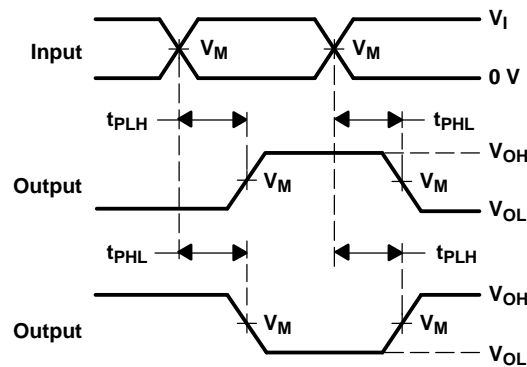 V_I
Input V_M V_M
0 V
t_PLH t_PHL
V_OH
Output V_M V_M
V_OL
t_PHL t_PLH
V_OH
Output V_M V_M
V_OL